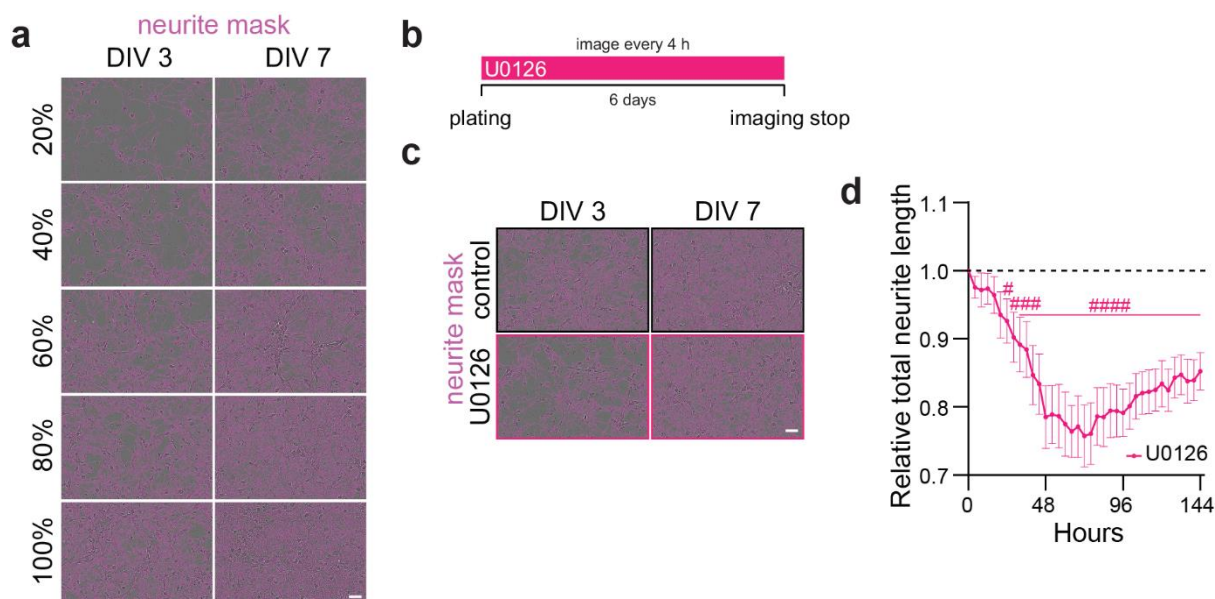 a
neurite mask
DIV 3 DIV 7
20%
40%
60%
80%
100%
b
image every 4 h
U0126
6 days
plating imaging stop
c
DIV 3 DIV 7
neurite mask
control
U0126
d
Relative total neurite length
1.1
1.0
0.9
0.8
0.7
#
###
####
U0126
0 48 96 144
Hours